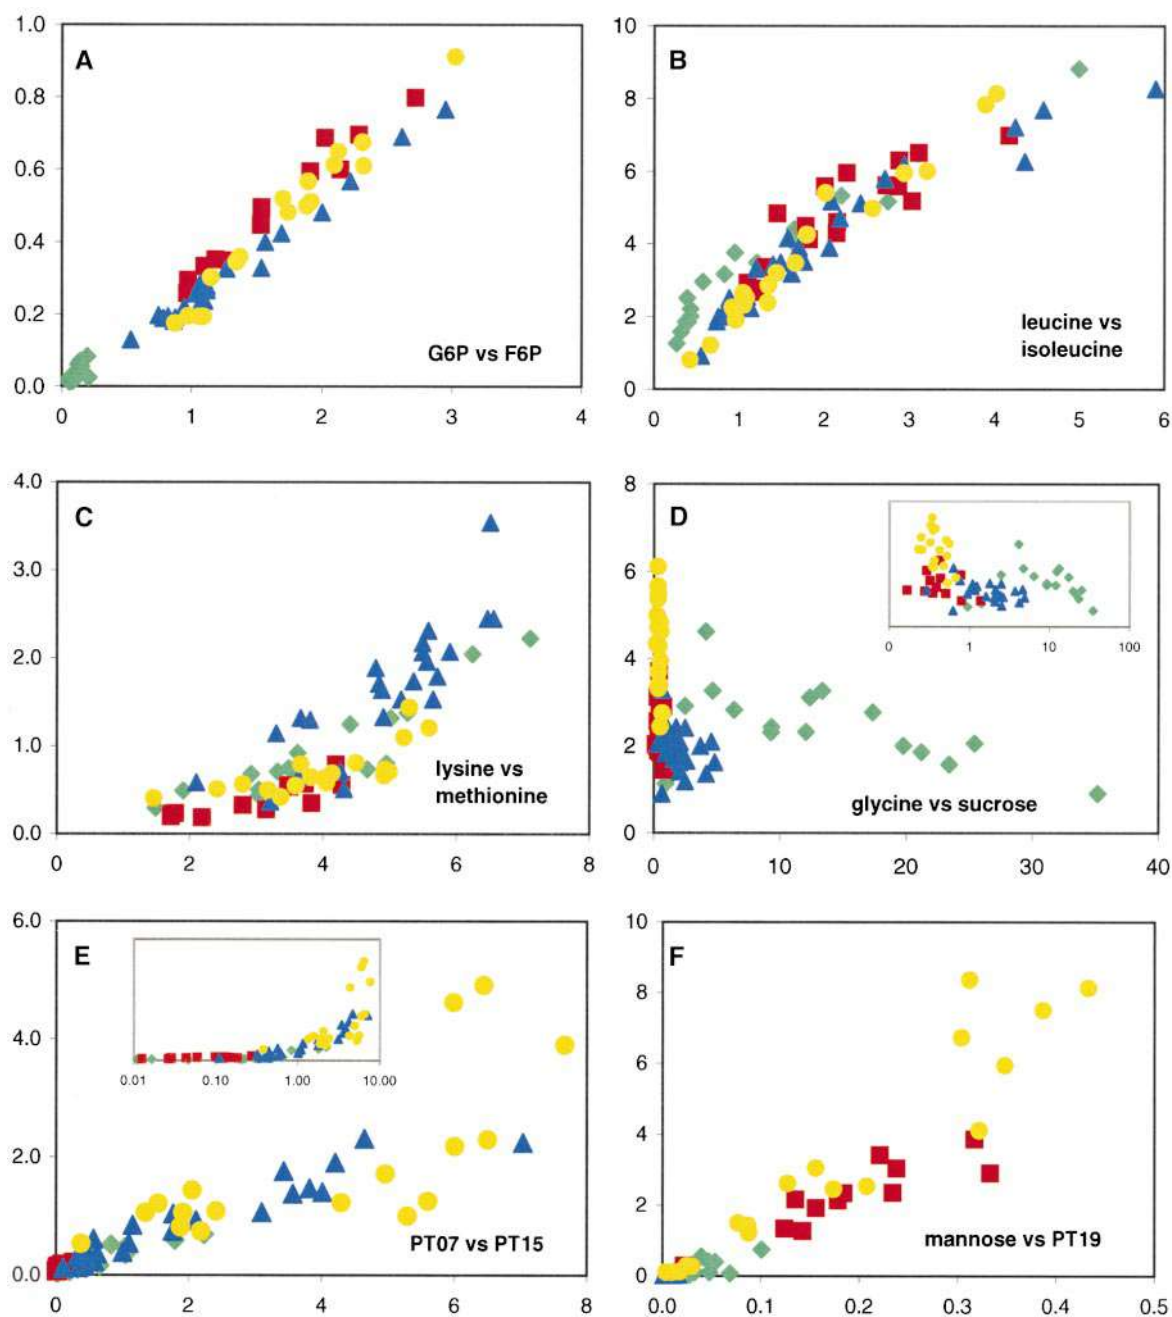 1.0
A
0.8
0.6
0.4
0.2
G6P vs F6P
0.0
0 1 2 3 4
10
B
8
6
4
2
leucine vs
isoleucine
0
0 1 2 3 4 5 6
4.0
C
3.0
2.0
1.0
lysine vs
methionine
0.0
0 2 4 6 8
8
D
6
0 1 10 100
4
2
glycine vs sucrose
0
0 10 20 30 40
6.0
E
0.01 0.10 1.00 10.00
4.0
2.0
PT07 vs PT15
0.0
0 2 4 6 8
10
F
8
6
4
2
mannose vs PT19
0
0.0 0.1 0.2 0.3 0.4 0.5